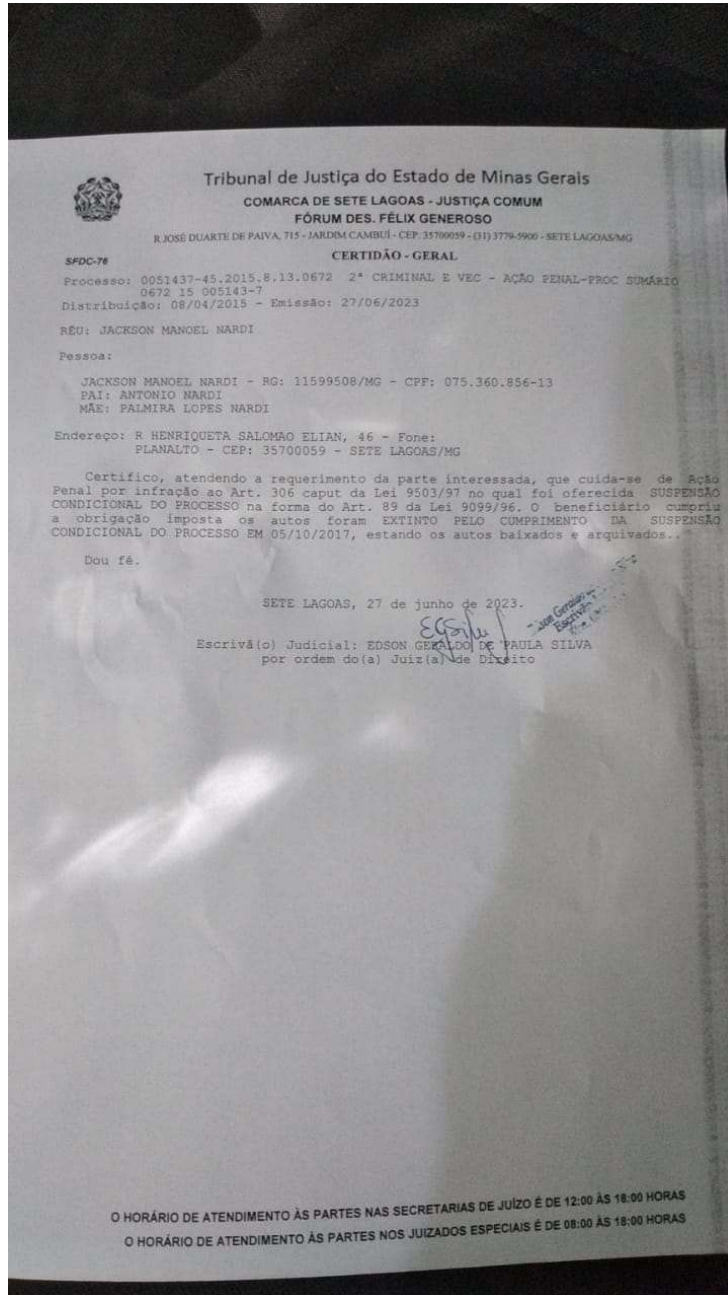 Tribunal de Justiça do Estado de Minas Gerais
COMARCA DE SETE LAGOAS - JUSTIÇA COMUM
FÓRUM DES. FÉLIX GENEROSO
R JOSÉ DUARTE DE PAIVA, 715 - JARDIM CAMBUÍ - CEP: 35700059 - (31) 3779-5900 - SETE LAGOAS/MG
SFDC-76
CERTIDÃO - GERAL
Processo: 0051437-45.2015.8.13.0672 2ª CRIMINAL E VEC - AÇÃO PENAL-PROC SUMÁRIO
0672 15 005143-7
Distribuição: 08/04/2015 - Emissão: 27/06/2023
RÉU: JACKSON MANOEL NARDI
Pessoa:
JACKSON MANOEL NARDI - RG: 11599508/MG - CPF: 075.360.856-13
PAI: ANTONIO NARDI
MÃE: PALMIRA LOPES NARDI
Endereço: R HENRIQUETA SALOMAO ELIAN, 46 - Fone:
PLANALTO - CEP: 35700059 - SETE LAGOAS/MG
Certifico, atendendo a requerimento da parte interessada, que cuida-se de Ação
Penal por infração ao Art. 306 caput da Lei 9503/97 no qual foi oferecida SUSPENSÃO
CONDICIONAL DO PROCESSO na forma do Art. 89 da Lei 9099/96. O beneficiário cumpriu
a obrigação imposta os autos foram EXTINTO PELO CUMPRIMENTO DA SUSPENSÃO
CONDICIONAL DO PROCESSO EM 05/10/2017, estando os autos baixados e arquivados..
Dou fé.
SETE LAGOAS, 27 de junho de 2023.
Escrivã(o) Judicial: EDSON GERALDO DE PAULA SILVA
por ordem do(a) Juiz(a) de Direito
O HORÁRIO DE ATENDIMENTO ÀS PARTES NAS SECRETARIAS DE JUÍZO É DE 12:00 ÀS 18:00 HORAS
O HORÁRIO DE ATENDIMENTO ÀS PARTES NOS JUIZADOS ESPECIAIS É DE 08:00 ÀS 18:00 HORAS